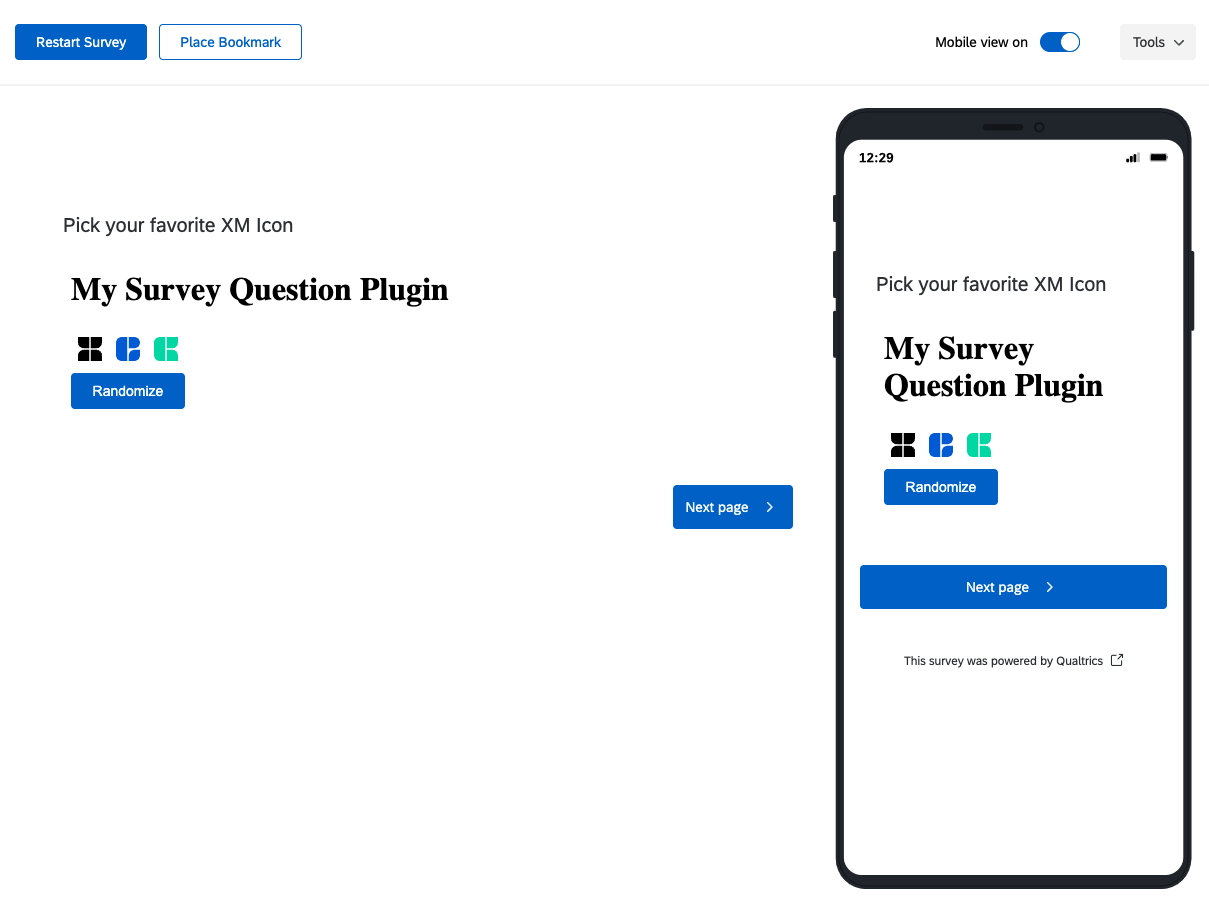 Restart Survey
Place Bookmark
Mobile view on
Tools
Pick your favorite XM Icon
My Survey Question Plugin
Randomize
Next page
12:29
Pick your favorite XM Icon
My Survey
Question Plugin
Randomize
Next page
This survey was powered by Qualtrics